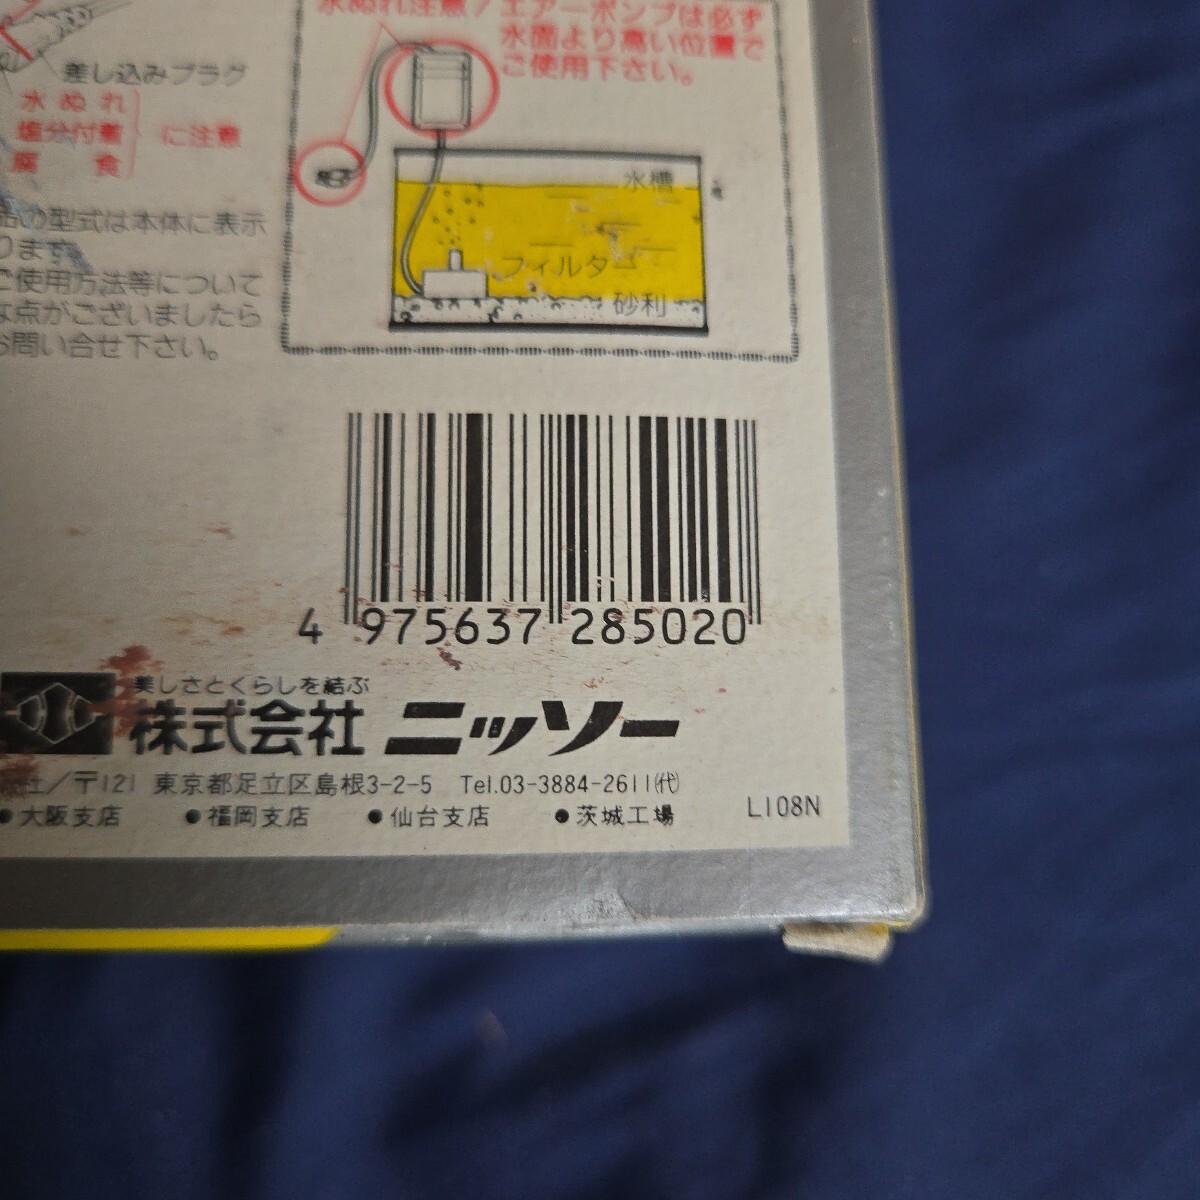 水ぬれ注意！
エアーポンプは必ず
水面より高い位置で
ご使用下さい。
差し込みプラグ
水ぬれ
塩分付着
腐食
に注意
水槽
フィルター
砂利
品の型式は本体に表示
ります
ご使用方法等について
な点がございましたら
お問い合せ下さい。
4 975637 285020
美しさとくらしを結ぶ
株式会社 ニッソー
社/〒121 東京都足立区島根3-2-5 Tel.03-3884-2611㈹
●大阪支店 ●福岡支店 ●仙台支店 ●茨城工場 L108N